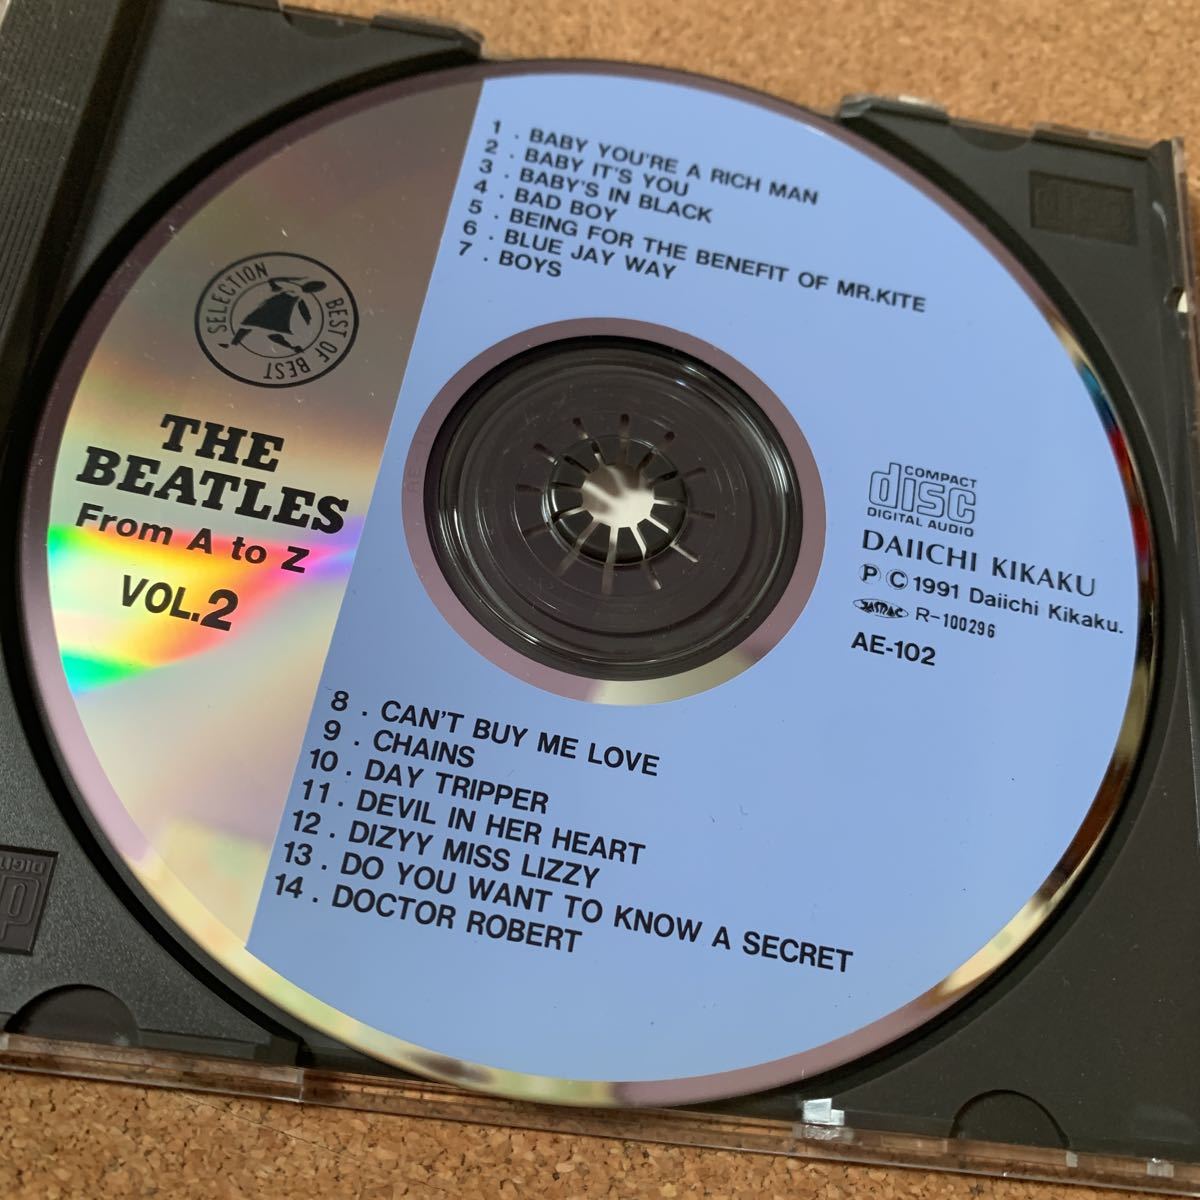 1 . BABY YOU'RE A RICH MAN
2 . BABY IT'S YOU
3 . BABY'S IN BLACK
4 . BAD BOY
5 . BEING FOR THE BENEFIT OF MR.KITE
6 . BLUE JAY WAY
7 . BOYS
SELECTION BEST OF BEST
THE
BEATLES
From A to Z
VOL.2
COMPACT
disc
DIGITAL AUDIO
DAIICHI KIKAKU
Ⓟ Ⓒ 1991 Daiichi Kikaku.
JASRAC R-100296
AE-102
8 . CAN'T BUY ME LOVE
9 . CHAINS
10 . DAY TRIPPER
11 . DEVIL IN HER HEART
12 . DIZYY MISS LIZZY
13 . DO YOU WANT TO KNOW A SECRET
14 . DOCTOR ROBERT